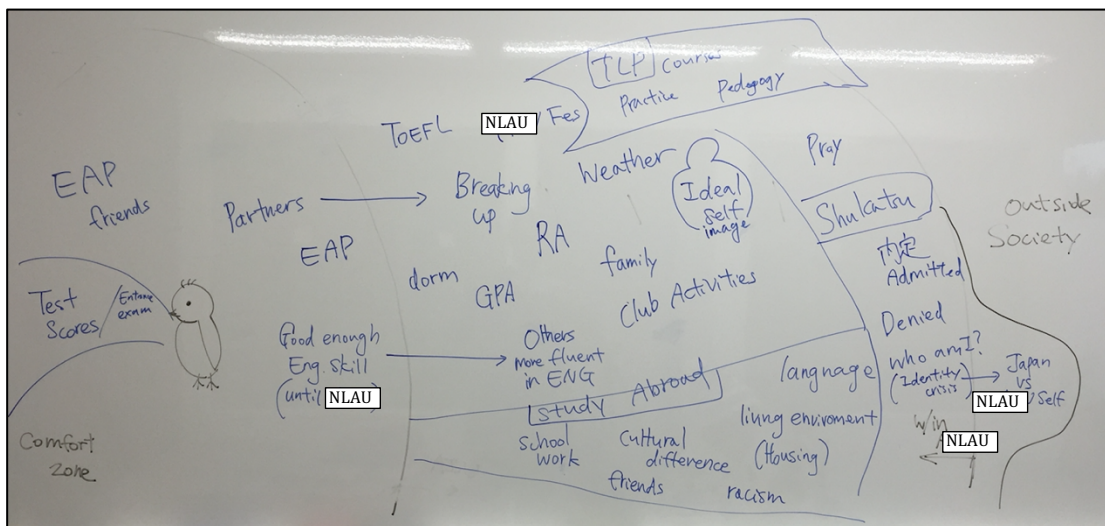 EAP
friends
Test
Scores
Entrance
exam
Comfort
Zone
Partners
EAP
Good enough
Eng. skill
(until NLAU)
TOEFL
NLAU Fes
Breaking
up
RA
dorm
GPA
Others
more fluent
in ENG
TLP Courses
Practice Pedagogy
Weather
Ideal
self
image
family
Club Activities
Study Abroad
school
work
Cultural
difference
friends
racism
language
living enviroment
(Housing)
Pray
Shukatsu
内定
Admitted
Denied
who am I?
(Identity
crisis)
Japan
vs
NLAU
Self
w/in
NLAU
Outside
Society